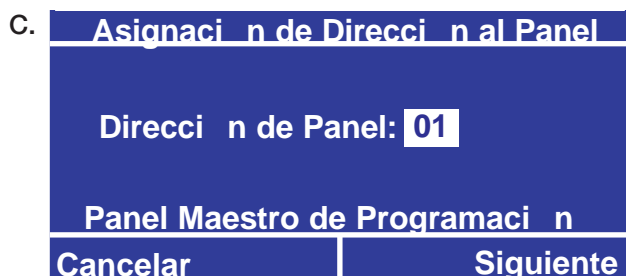 C.
Asignaci n de Direcci n al Panel
Direcci n de Panel: 01
Panel Maestro de Programaci n
Cancelar Siguiente